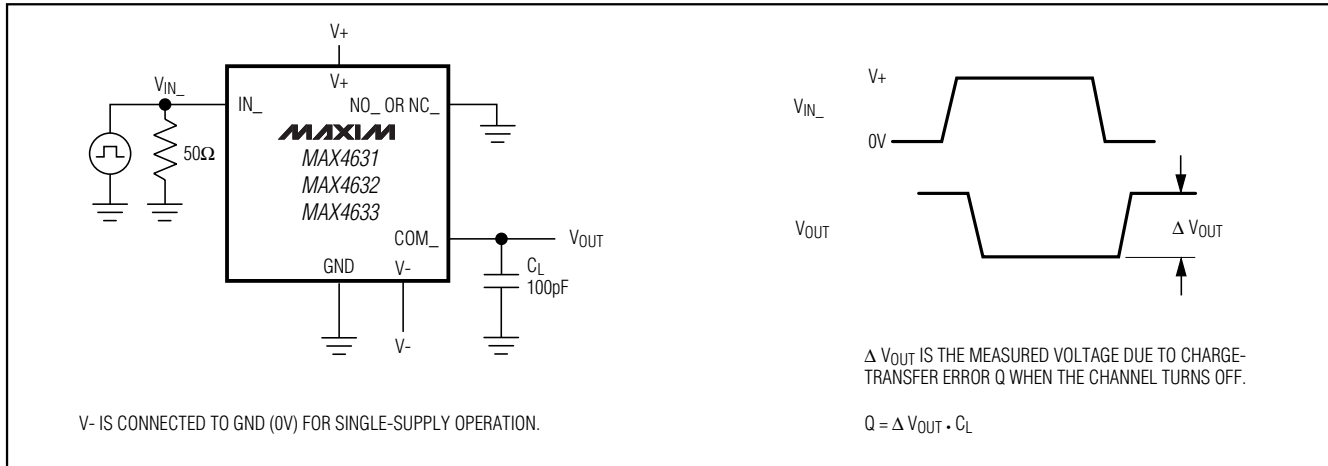 V+
V+
VIN_
IN_
NO_ OR NC_
50Ω
MAXIM
MAX4631
MAX4632
MAX4633
COM_
VOUT
GND
V-
CL
100pF
V-
V- IS CONNECTED TO GND (0V) FOR SINGLE-SUPPLY OPERATION.
V+
VIN_
0V
VOUT
Δ VOUT
Δ VOUT IS THE MEASURED VOLTAGE DUE TO CHARGE-
TRANSFER ERROR Q WHEN THE CHANNEL TURNS OFF.
Q = Δ VOUT • CL